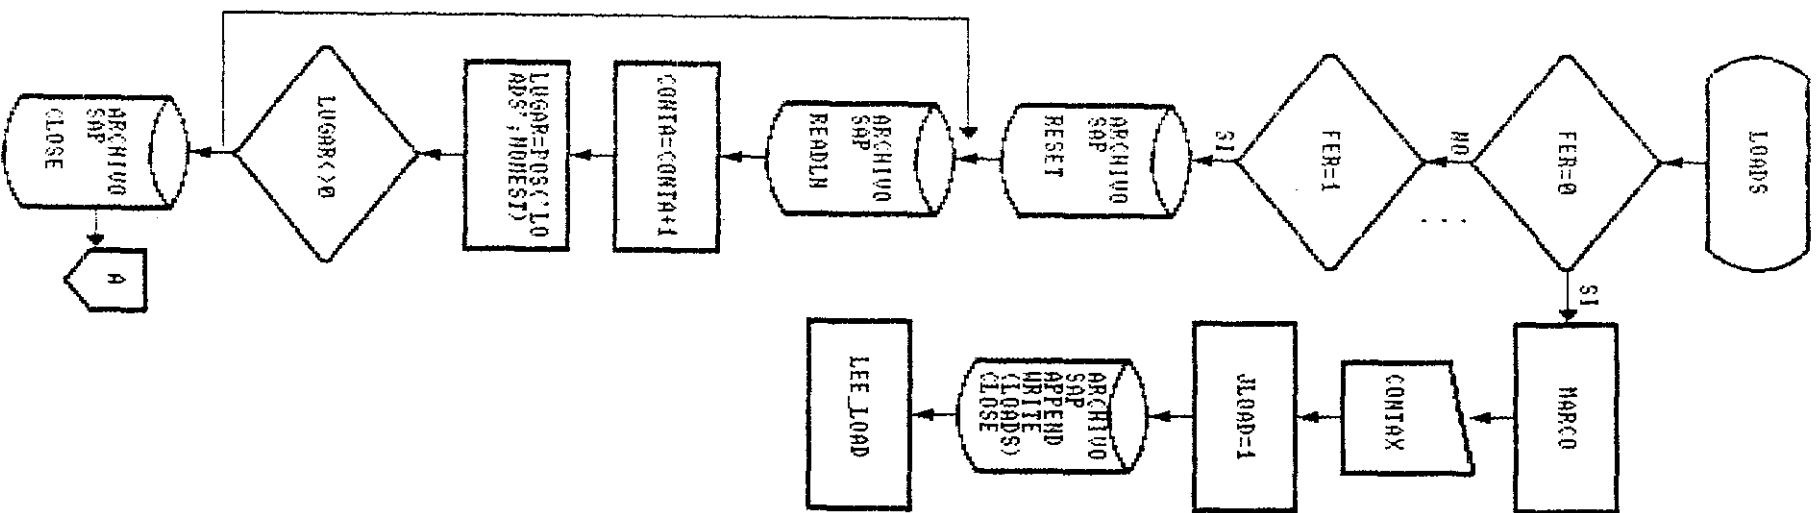 LOADS
FER=0
SI
NO
. . .
FER=1
SI
ARCHIVO
SAP
RESET
ARCHIVO
SAP
READLN
CONTA=CONTA+1
LUGAR=POS('LO
ADS',NOMEST)
LUGAR<>0
ARCHIVO
SAP
CLOSE
A
MARCO
CONTAX
JLOAD=1
ARCHIVO
SAP
APPEND
WRITE
(LOADS)
CLOSE
LEE_LOAD